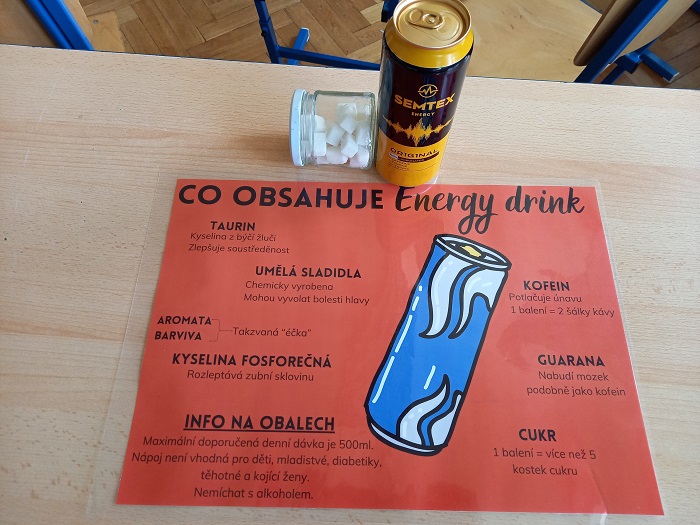 SEMTEX
ENERGY
ORIGINAL
CO OBSAHUJE Energy drink
TAURIN
Kyselina z býčí žluči
Zlepšuje soustředěnost
UMĚLÁ SLADIDLA
Chemicky vyrobena
Mohou vyvolat bolesti hlavy
AROMATA
BARVIVA
Takzvaná "éčka"
KYSELINA FOSFOREČNÁ
Rozleptává zubní sklovinu
INFO NA OBALECH
Maximální doporučená denní dávka je 500ml.
Nápoj není vhodná pro děti, mladistvé, diabetiky,
těhotné a kojící ženy.
Nemíchat s alkoholem.
KOFEIN
Potlačuje únavu
1 balení = 2 šálky kávy
GUARANA
Nabudí mozek
podobně jako kofein
CUKR
1 balení = více než 5
kostek cukru